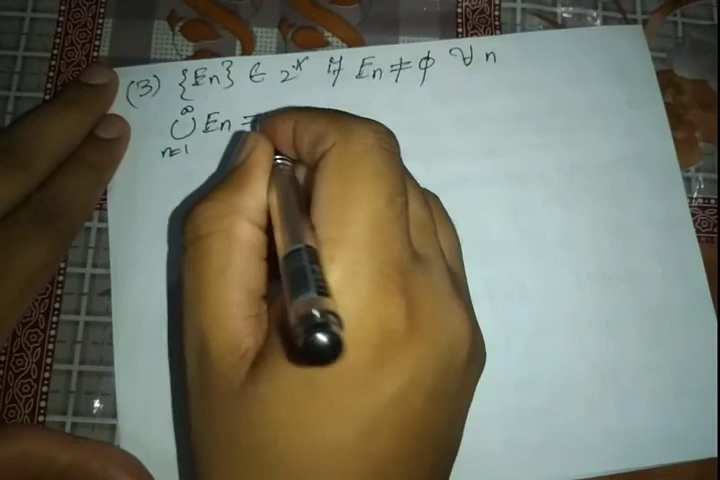 (3) {En} ∈ 2^X ∃ En ≠ φ ∀ n
∞
∪ En =
n=1